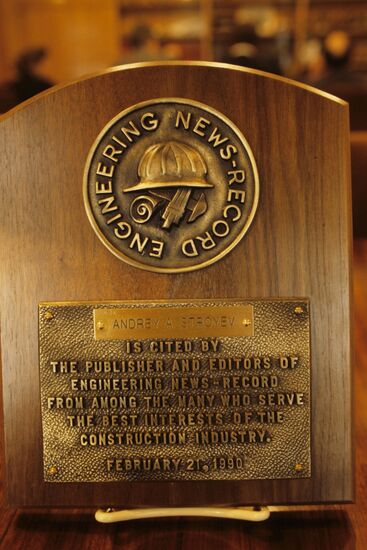 ENGINEERING NEWS-RECORD
ANDREY A. STROYEV
IS CITED BY
THE PUBLISHER AND EDITORS OF
ENGINEERING NEWS-RECORD
FROM AMONG THE MANY WHO SERVE
THE BEST INTERESTS OF THE
CONSTRUCTION INDUSTRY.
FEBRUARY 21, 1990